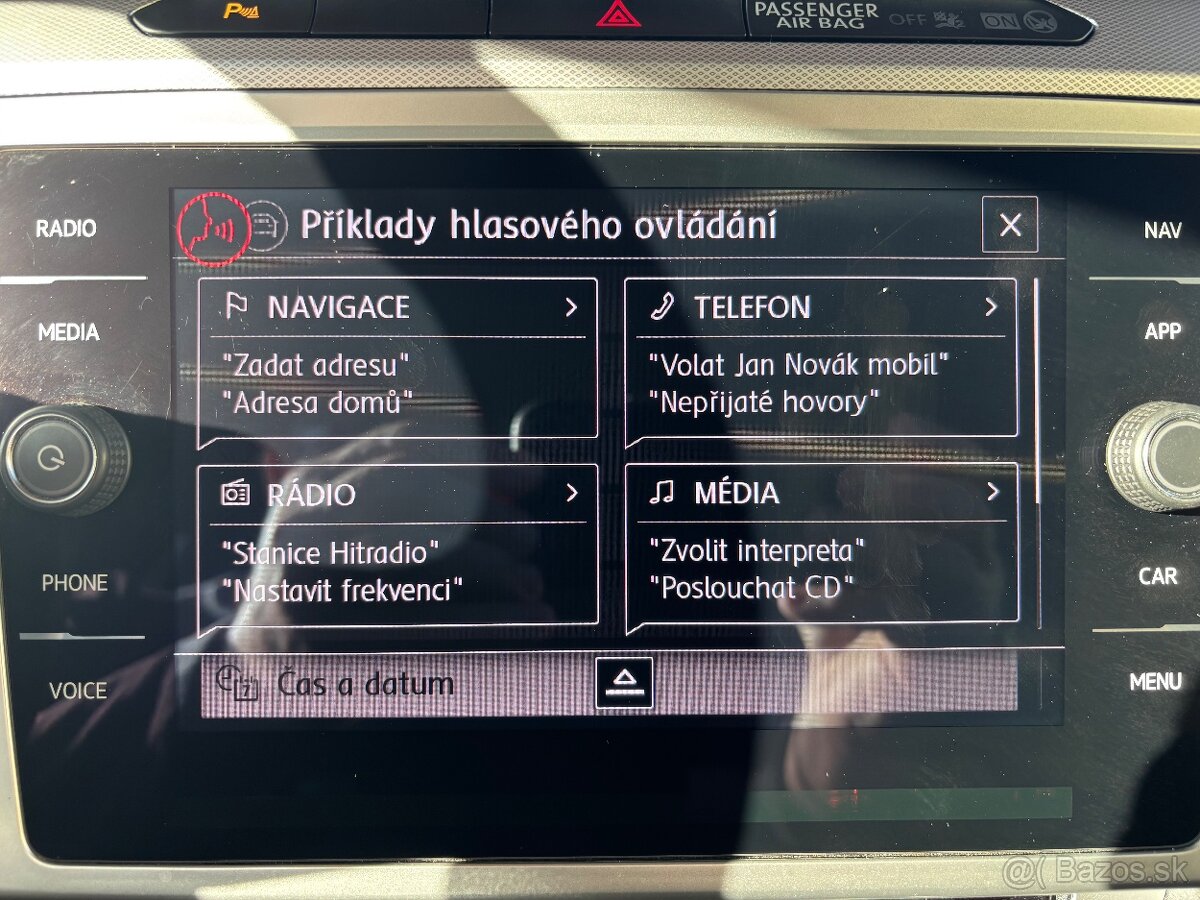 P
PASSENGER
AIR BAG OFF ON
RADIO
MEDIA
PHONE
VOICE
Příklady hlasového ovládání
X
NAVIGACE
"Zadat adresu"
"Adresa domů"
TELEFON
"Volat Jan Novák mobil"
"Nepřijaté hovory"
RÁDIO
"Stanice Hitradio"
"Nastavit frekvenci"
MÉDIA
"Zvolit interpreta"
"Poslouchat CD"
7
Čas a datum
NAV
APP
CAR
MENU
@( Bazos.sk